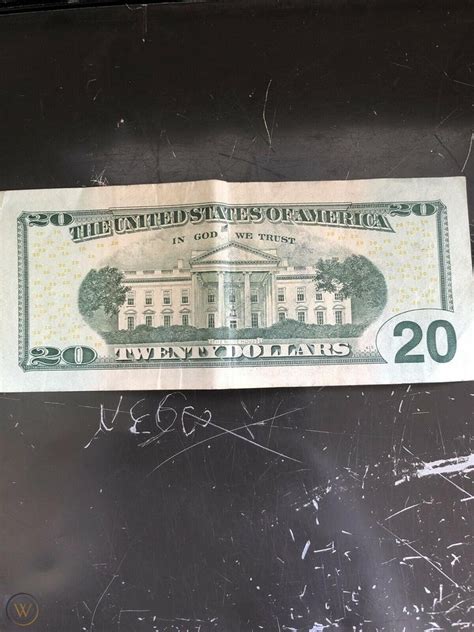 20 20
THE UNITED STATES OF AMERICA
IN GOD WE TRUST
20 TWENTY DOLLARS 20
W